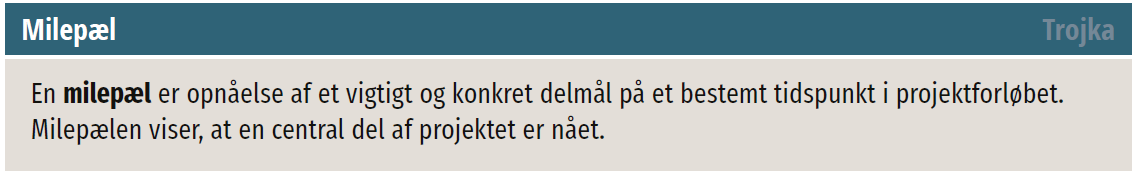 Milepæl Trojka
En milepæl er opnåelse af et vigtigt og konkret delmål på et bestemt tidspunkt i projektforløbet.
Milepælen viser, at en central del af projektet er nået.